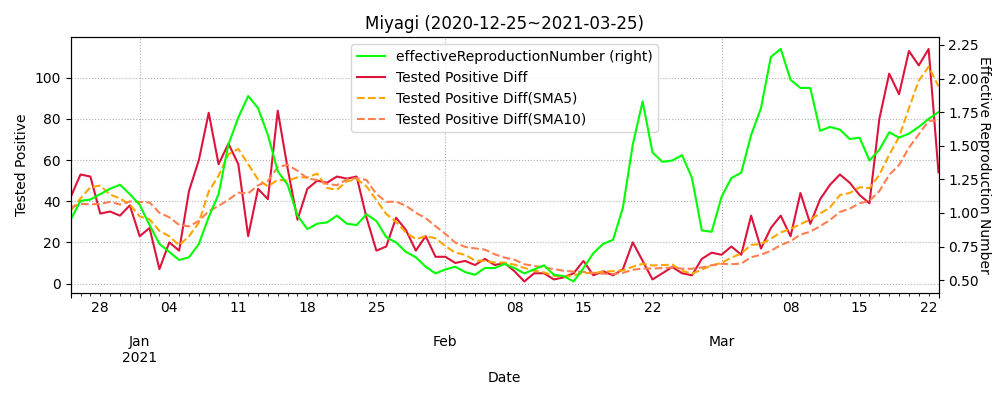 Miyagi (2020-12-25~2021-03-25)
effectiveReproductionNumber (right)
Tested Positive Diff
Tested Positive Diff(SMA5)
Tested Positive Diff(SMA10)
Tested Positive
100
80
60
40
20
0
2.25
2.00
1.75
1.50
1.25
1.00
0.75
0.50
Effective Reproduction Number
28 04 11 18 25 08 15 22 08 15 22
Jan Feb Mar
2021
Date